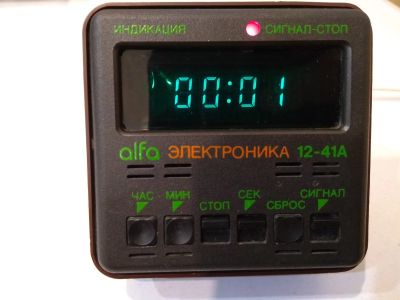 ИНДИКАЦИЯ СИГНАЛ-СТОП
00:01
alfa ЭЛЕКТРОНИКА 12-41А
ЧАС МИН СТОП СЕК СБРОС СИГНАЛ